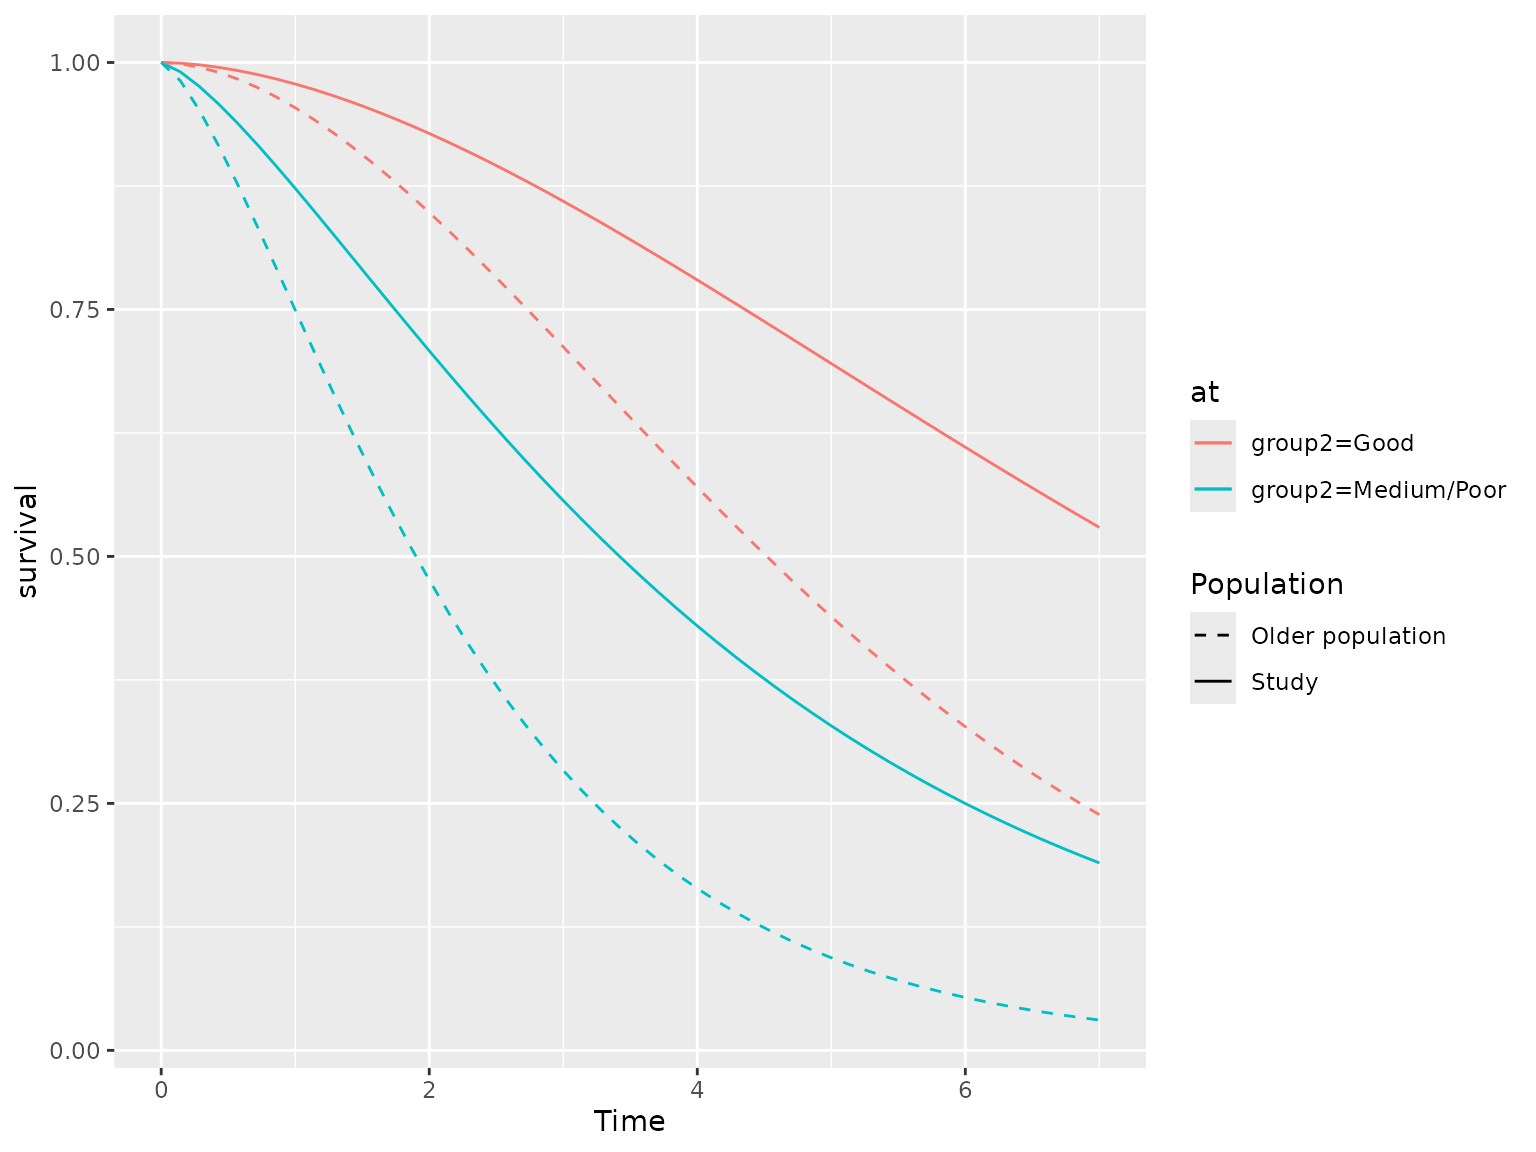 1.00
0.75
0.50
0.25
0.00
survival
0
2
4
6
Time
at
group2=Good
group2=Medium/Poor
Population
Older population
Study